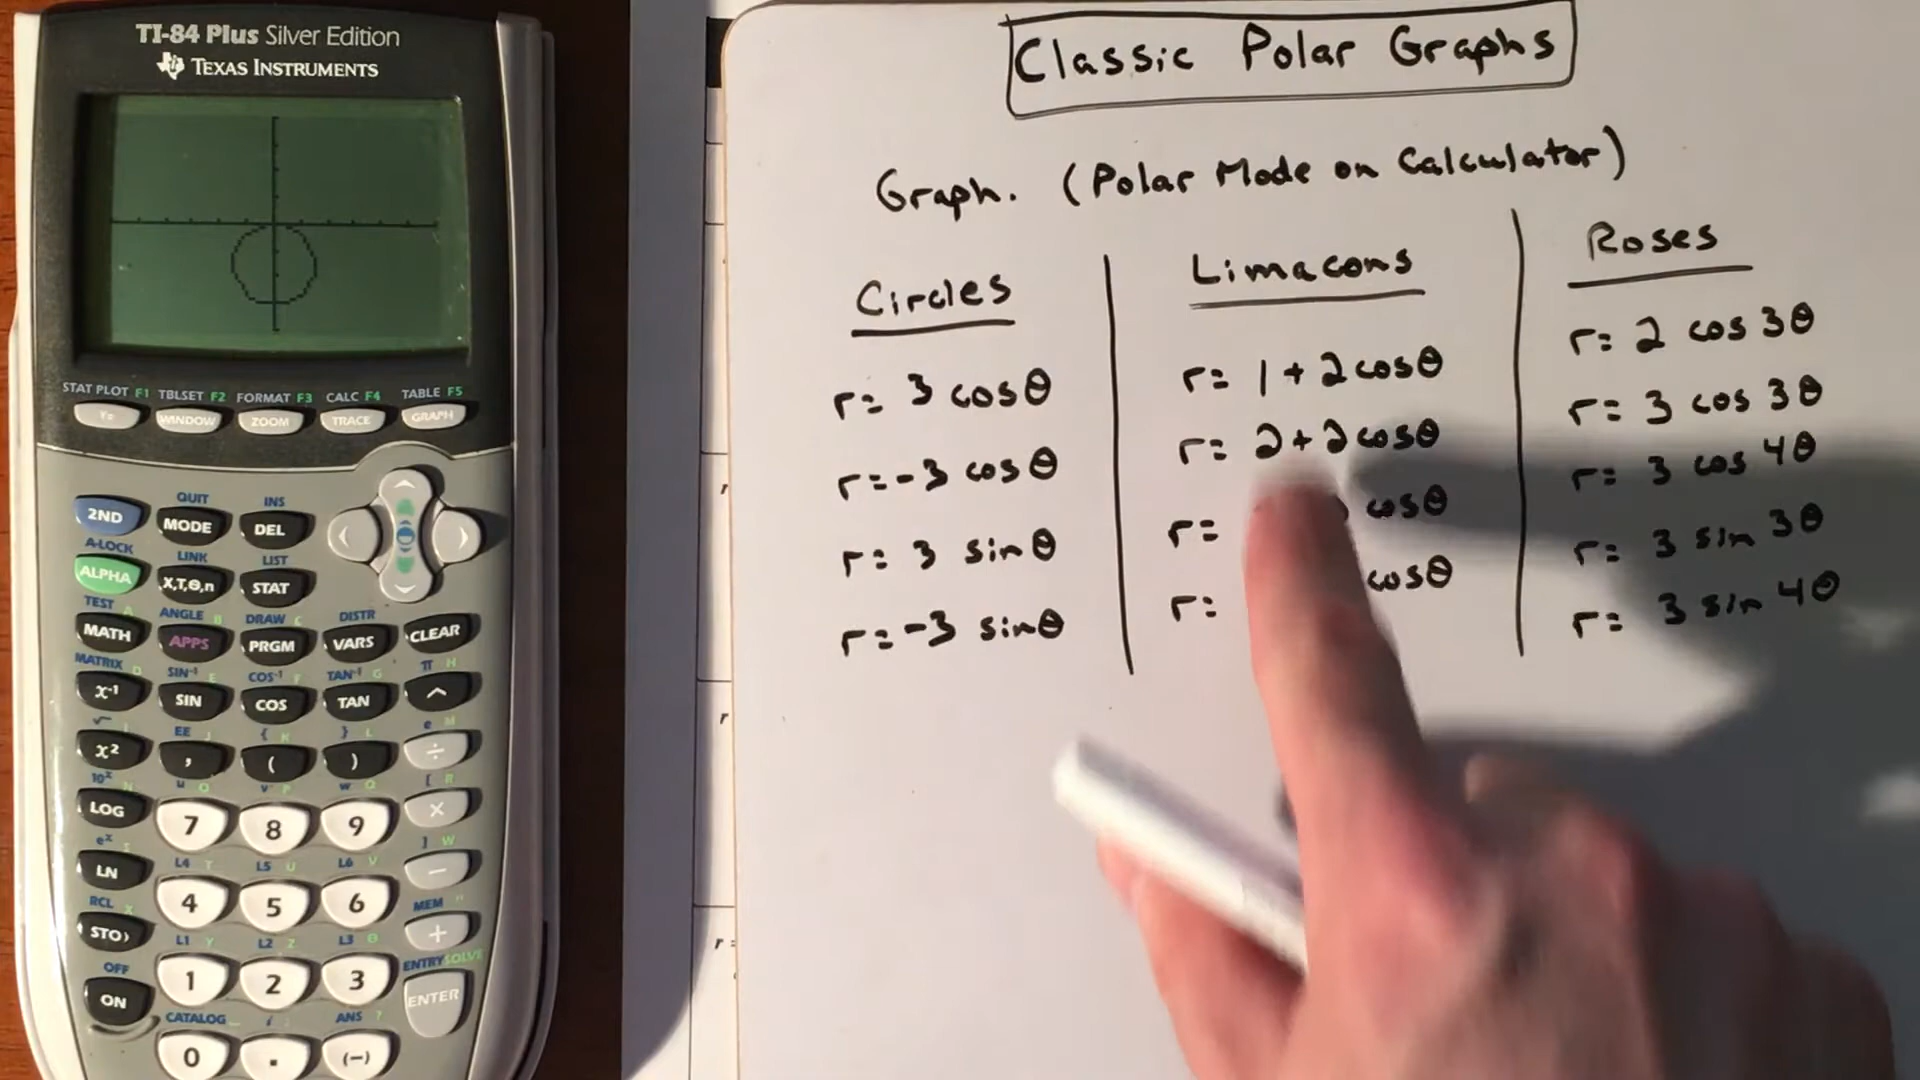 TI-84 Plus Silver Edition
TEXAS INSTRUMENTS
STAT PLOT F1 TBLSET F2 FORMAT F3 CALC F4 TABLE F5
Y= WINDOW ZOOM TRACE GRAPH
QUIT INS
2ND MODE DEL
A-LOCK LINK LIST
ALPHA X,T,Θ,n STAT
TEST A ANGLE B DRAW C DISTR
MATH APPS PRGM VARS CLEAR
MATRIX D SIN⁻¹ E COS⁻¹ F TAN⁻¹ G π H
x⁻¹ SIN COS TAN ^
√ I EE J { K } L e M
x² , ( ) ÷
10ˣ N u O v P w Q [ R
LOG 7 8 9 ×
eˣ S L4 T L5 U L6 V ] W
LN 4 5 6 −
RCL X L1 Y L2 Z L3 θ MEM "
STO› 1 2 3 +
OFF CATALOG i : ANS ? ENTRY SOLVE
ON 0 . (−) ENTER
Classic Polar Graphs
Graph. (Polar Mode on Calculator)
Circles
r= 3 cosθ
r=-3 cosθ
r= 3 sinθ
r=-3 sinθ
Limacons
r= 1+2cosθ
r= 2+2cosθ
r= cosθ
r= cosθ
Roses
r= 2 cos 3θ
r= 3 cos 3θ
r= 3 cos 4θ
r= 3 sin 3θ
r= 3 sin 4θ
r
r
r=